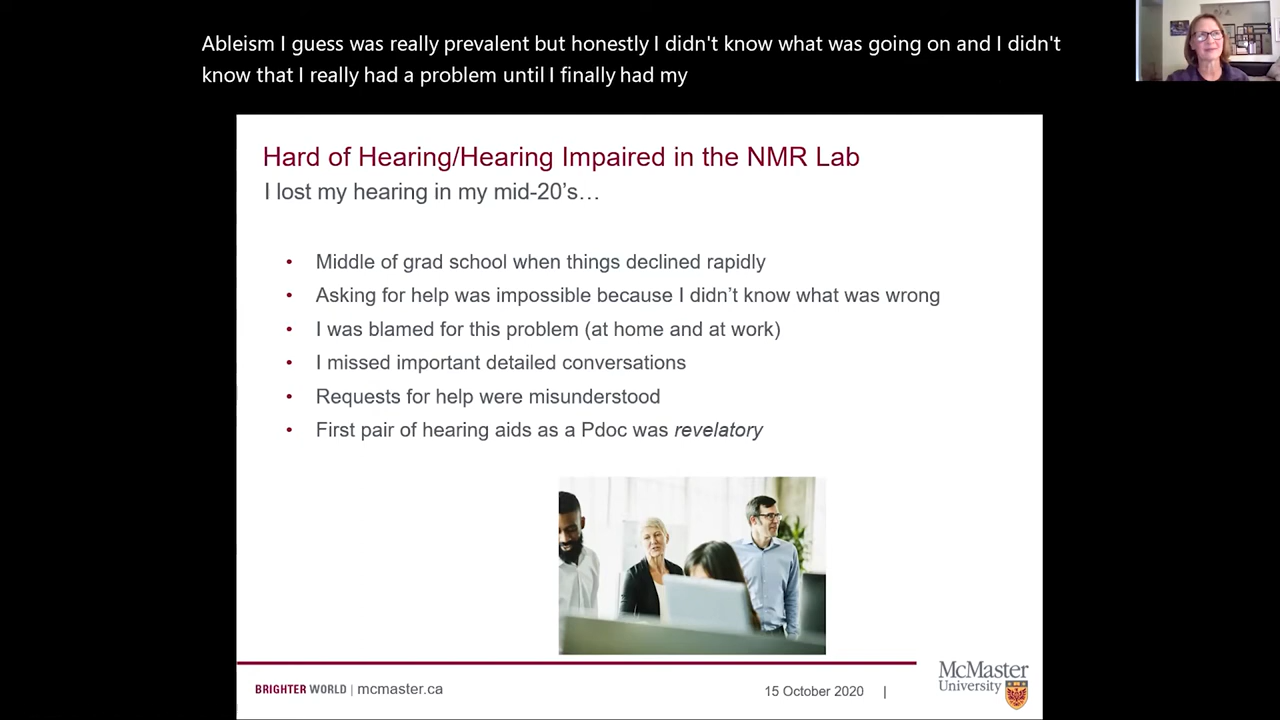 Ableism I guess was really prevalent but honestly I didn't know what was going on and I didn't
know that I really had a problem until I finally had my
Hard of Hearing/Hearing Impaired in the NMR Lab
I lost my hearing in my mid-20's…
• Middle of grad school when things declined rapidly
• Asking for help was impossible because I didn't know what was wrong
• I was blamed for this problem (at home and at work)
• I missed important detailed conversations
• Requests for help were misunderstood
• First pair of hearing aids as a Pdoc was revelatory
BRIGHTER WORLD | mcmaster.ca
15 October 2020 |
McMaster
University